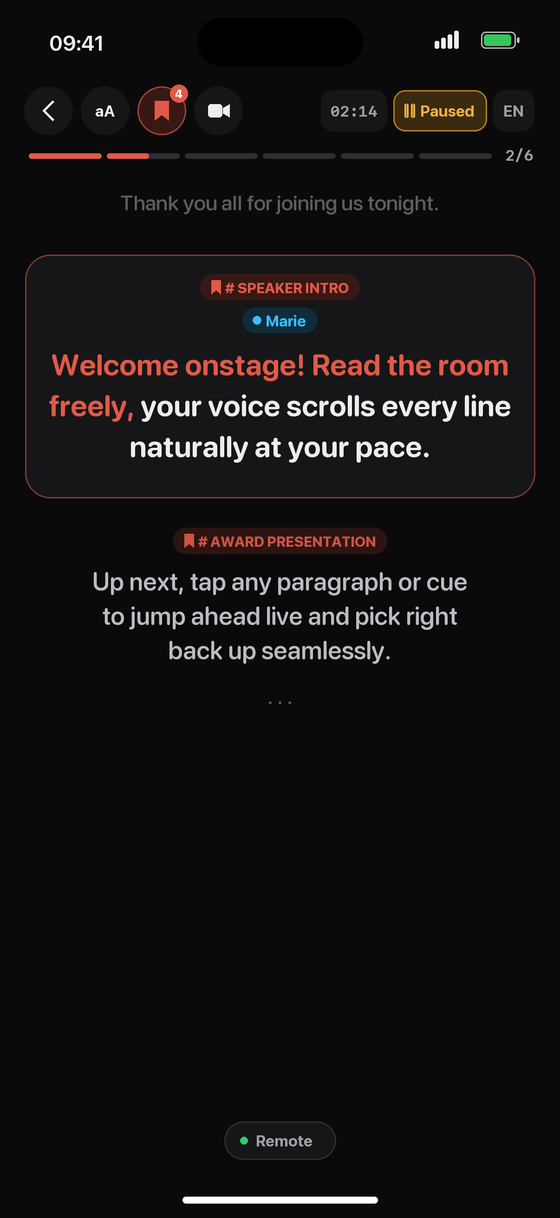 09:41
aA
4
02:14
Paused
EN
2/6
Thank you all for joining us tonight.
# SPEAKER INTRO
Marie
Welcome onstage! Read the room
freely, your voice scrolls every line
naturally at your pace.
# AWARD PRESENTATION
Up next, tap any paragraph or cue
to jump ahead live and pick right
back up seamlessly.
...
Remote